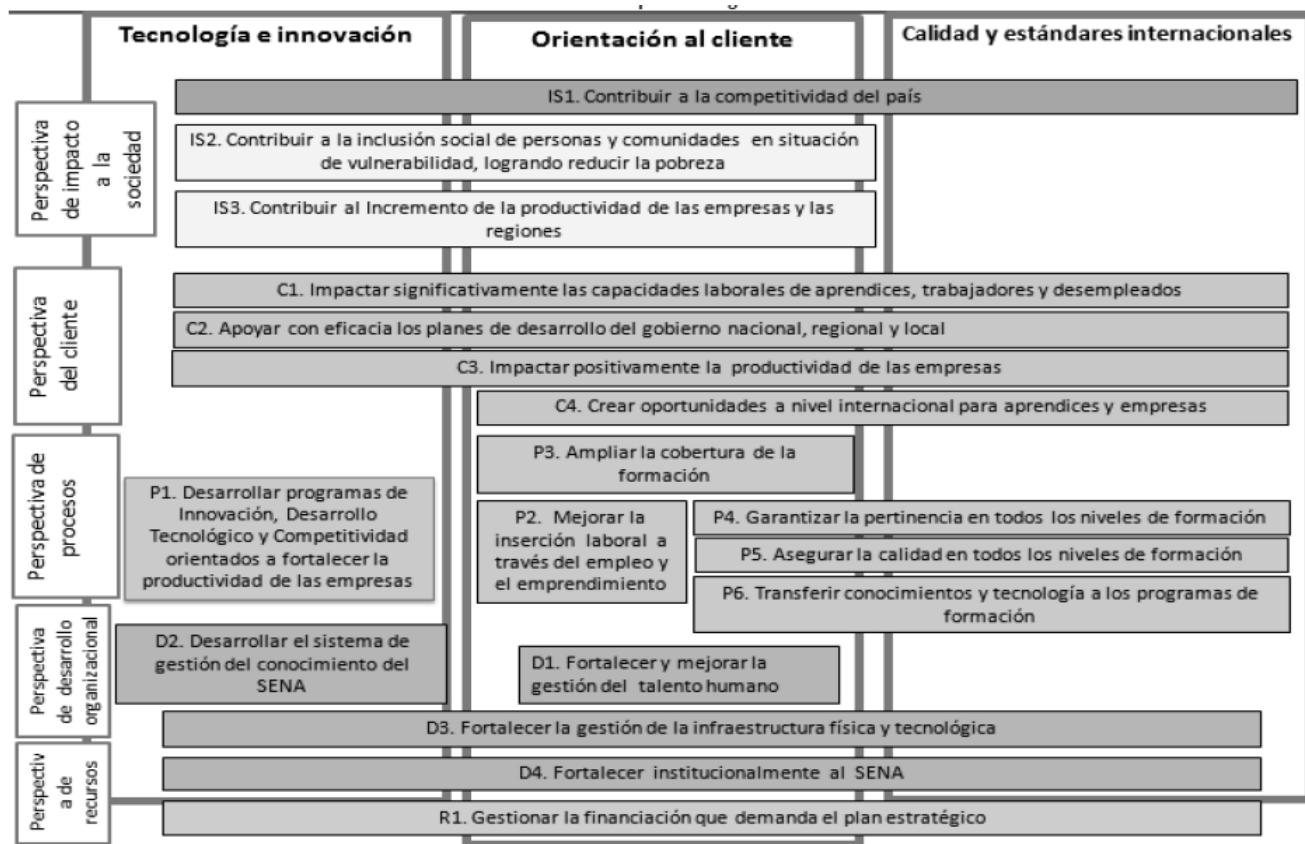 Tecnología e innovación
Orientación al cliente
Calidad y estándares internacionales
Perspectiva de impacto a la sociedad
IS1. Contribuir a la competitividad del país
IS2. Contribuir a la inclusión social de personas y comunidades en situación
de vulnerabilidad, logrando reducir la pobreza
IS3. Contribuir al Incremento de la productividad de las empresas y las
regiones
Perspectiva del cliente
C1. Impactar significativamente las capacidades laborales de aprendices, trabajadores y desempleados
C2. Apoyar con eficacia los planes de desarrollo del gobierno nacional, regional y local
C3. Impactar positivamente la productividad de las empresas
C4. Crear oportunidades a nivel internacional para aprendices y empresas
Perspectiva de procesos
P3. Ampliar la cobertura de la
formación
P1. Desarrollar programas de
Innovación, Desarrollo
Tecnológico y Competitividad
orientados a fortalecer la
productividad de las empresas
P2. Mejorar la
inserción laboral a
través del empleo y
el emprendimiento
P4. Garantizar la pertinencia en todos los niveles de formación
P5. Asegurar la calidad en todos los niveles de formación
P6. Transferir conocimientos y tecnología a los programas de
formación
Perspectiva de desarrollo organizacional
D2. Desarrollar el sistema de
gestión del conocimiento del
SENA
D1. Fortalecer y mejorar la
gestión del talento humano
D3. Fortalecer la gestión de la infraestructura física y tecnológica
Perspectiv a de recursos
D4. Fortalecer institucionalmente al SENA
R1. Gestionar la financiación que demanda el plan estratégico